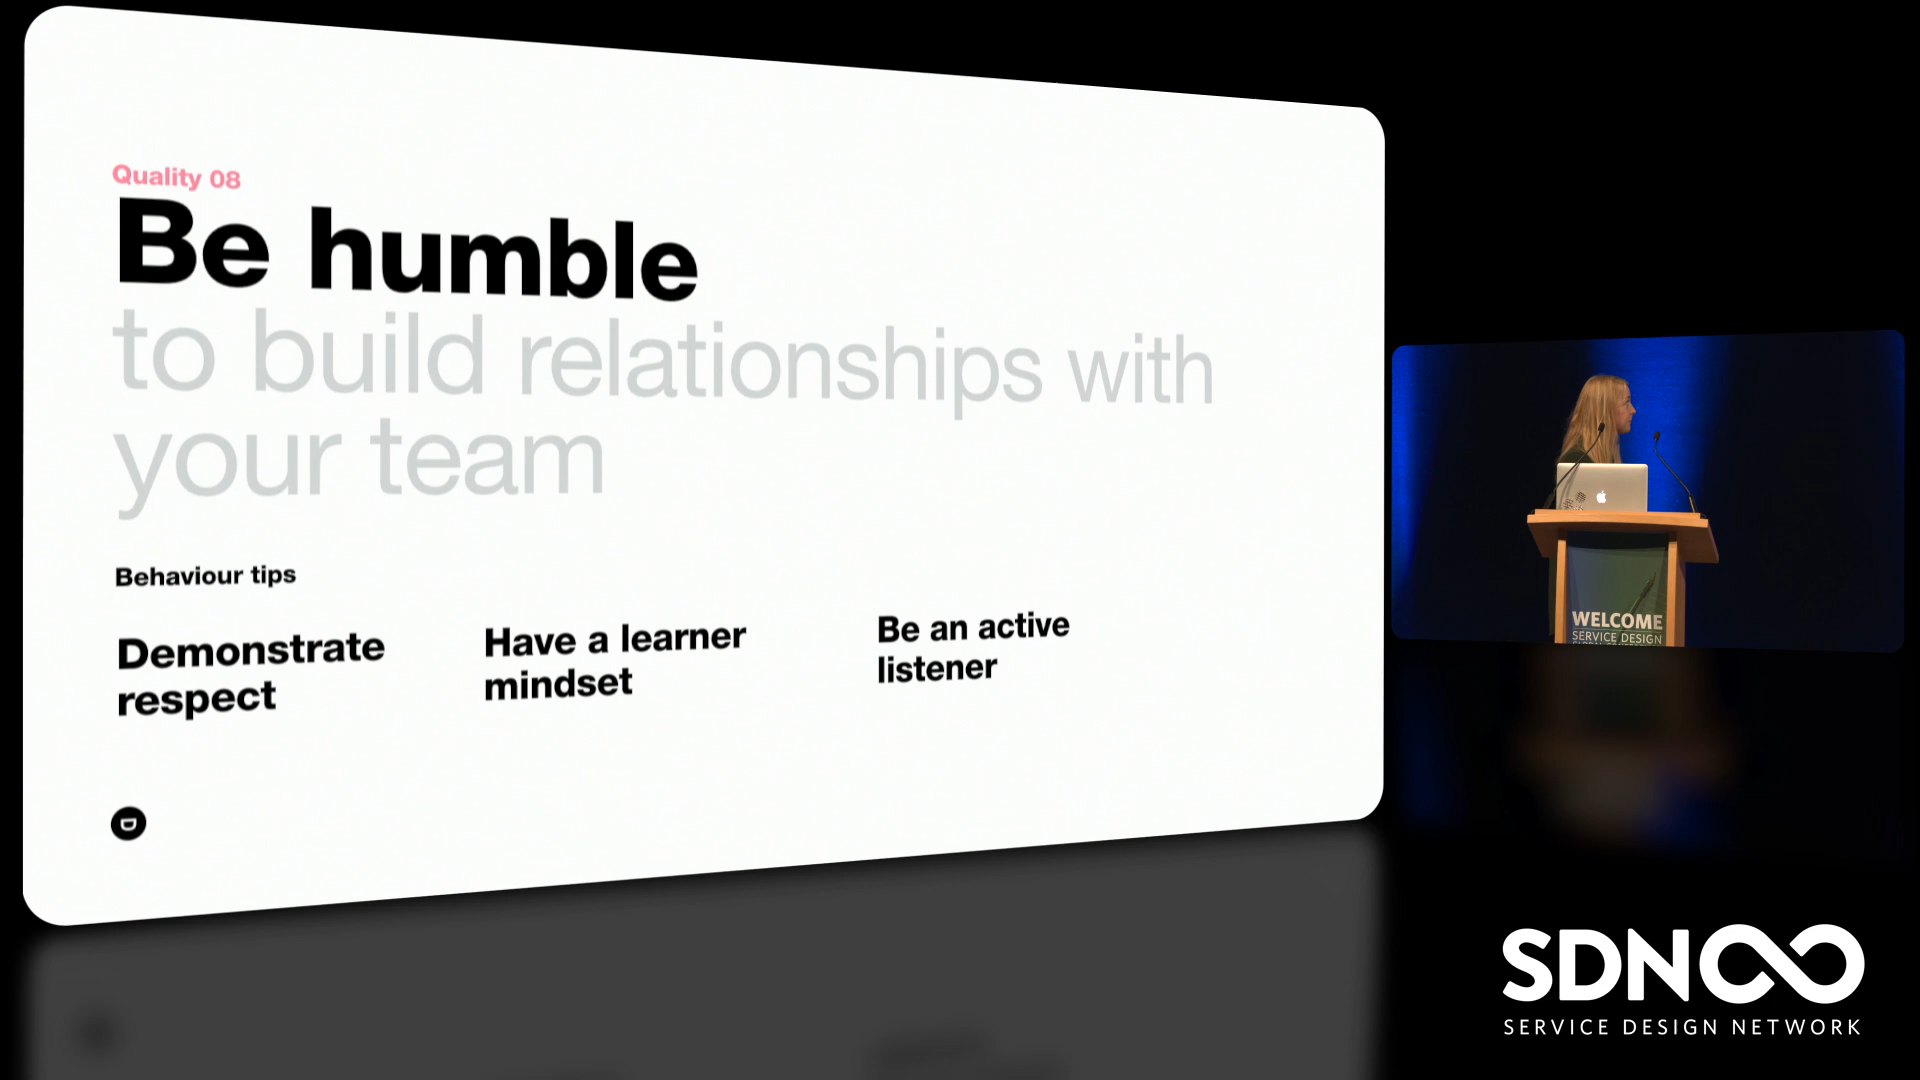 Quality 08
Be humble
to build relationships with
your team
Behaviour tips
Demonstrate
respect
Have a learner
mindset
Be an active
listener
D
WELCOME
SERVICE DESIGN
SDN
SERVICE DESIGN NETWORK